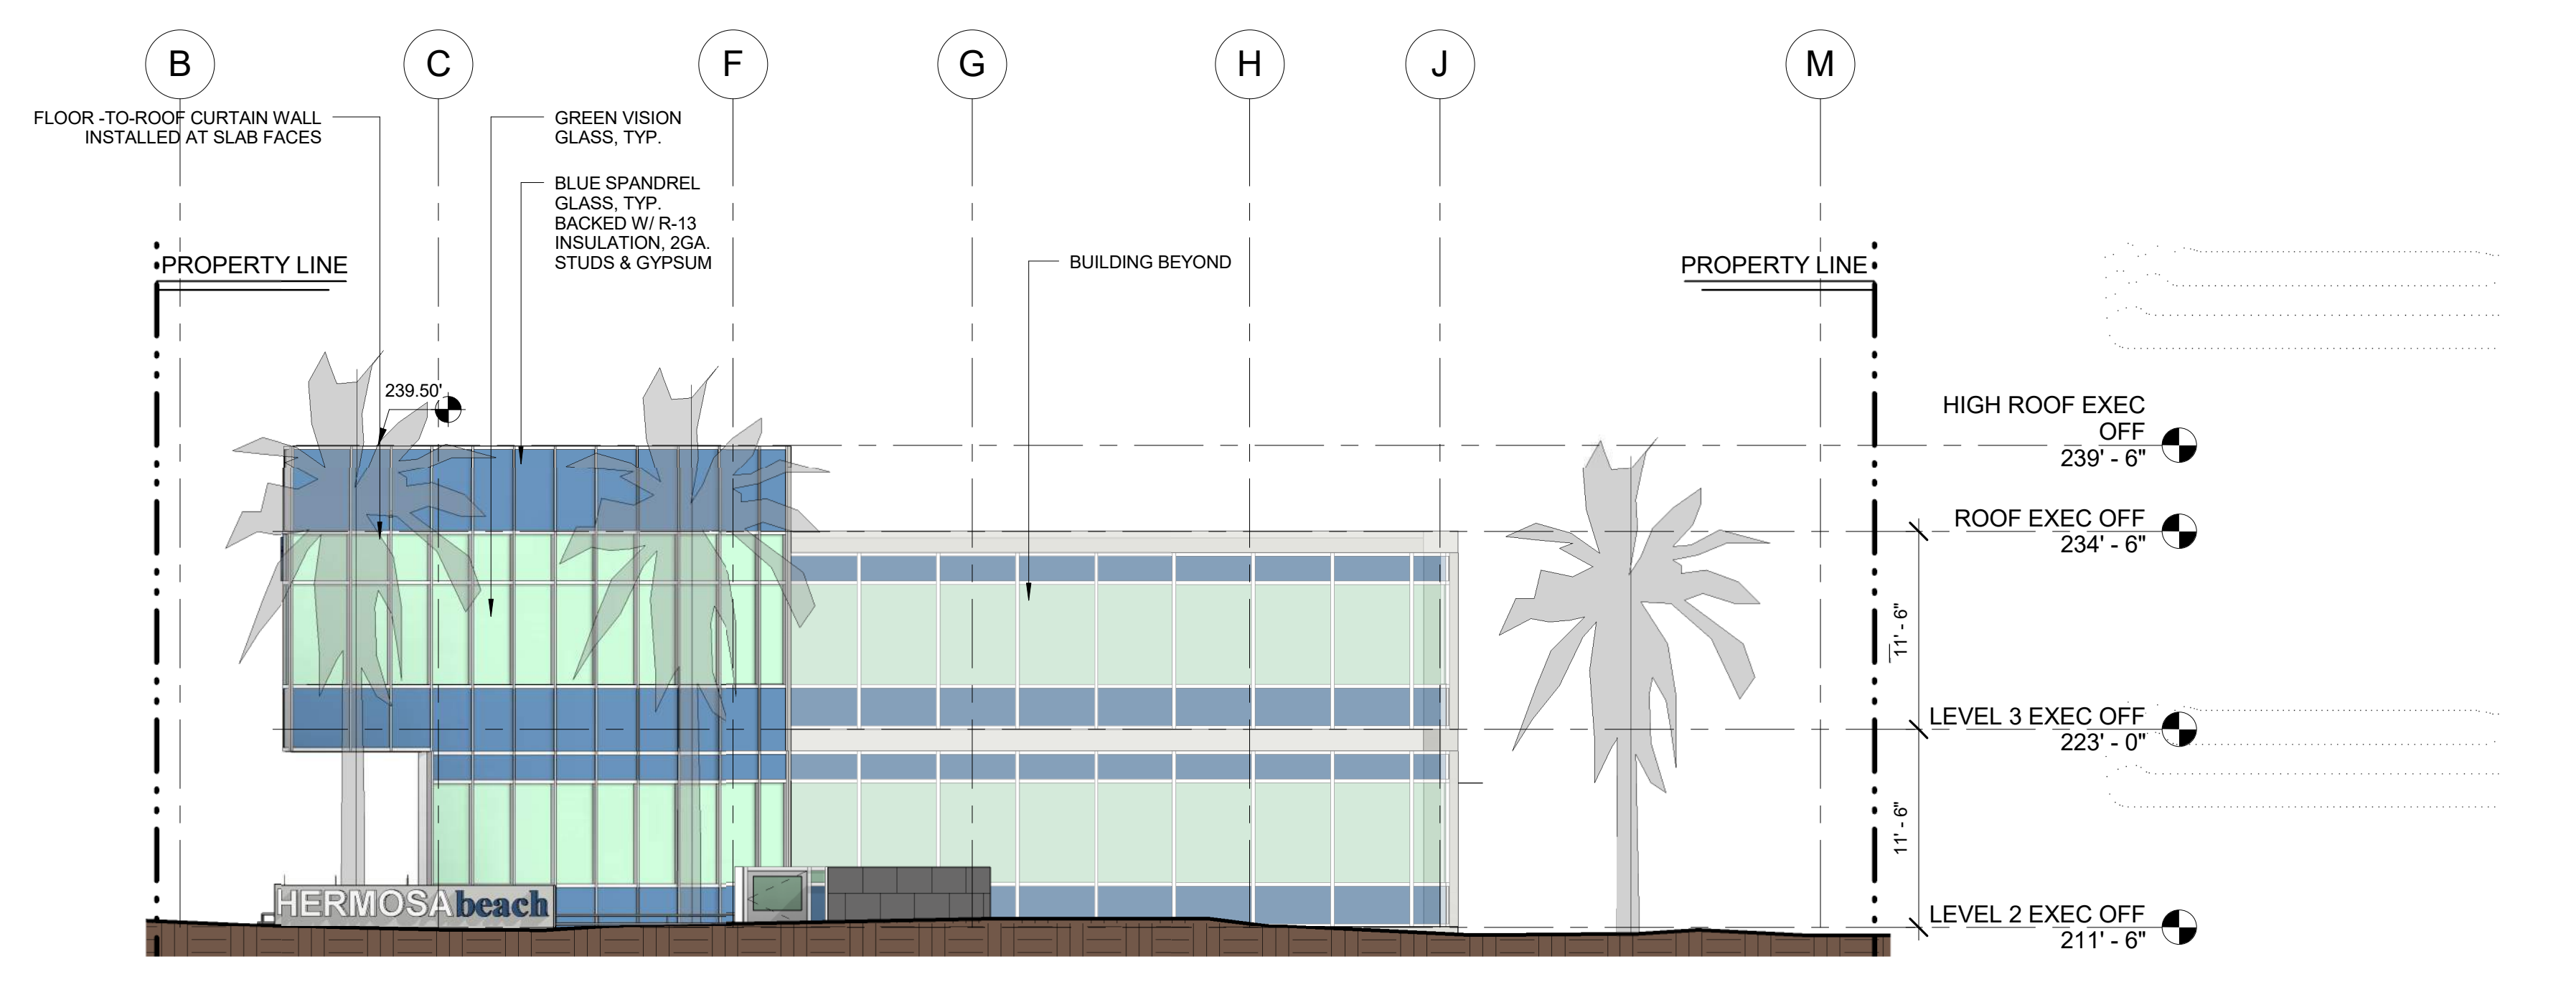 B
C
F
G
H
J
M
FLOOR -TO-ROOF CURTAIN WALL
INSTALLED AT SLAB FACES
GREEN VISION
GLASS, TYP.
BLUE SPANDREL
GLASS, TYP.
BACKED W/ R-13
INSULATION, 2GA.
STUDS & GYPSUM
BUILDING BEYOND
PROPERTY LINE
PROPERTY LINE
239.50'
HIGH ROOF EXEC
OFF
239' - 6"
ROOF EXEC OFF
234' - 6"
11' - 6"
LEVEL 3 EXEC OFF
223' - 0"
11' - 6"
LEVEL 2 EXEC OFF
211' - 6"
HERMOSAbeach